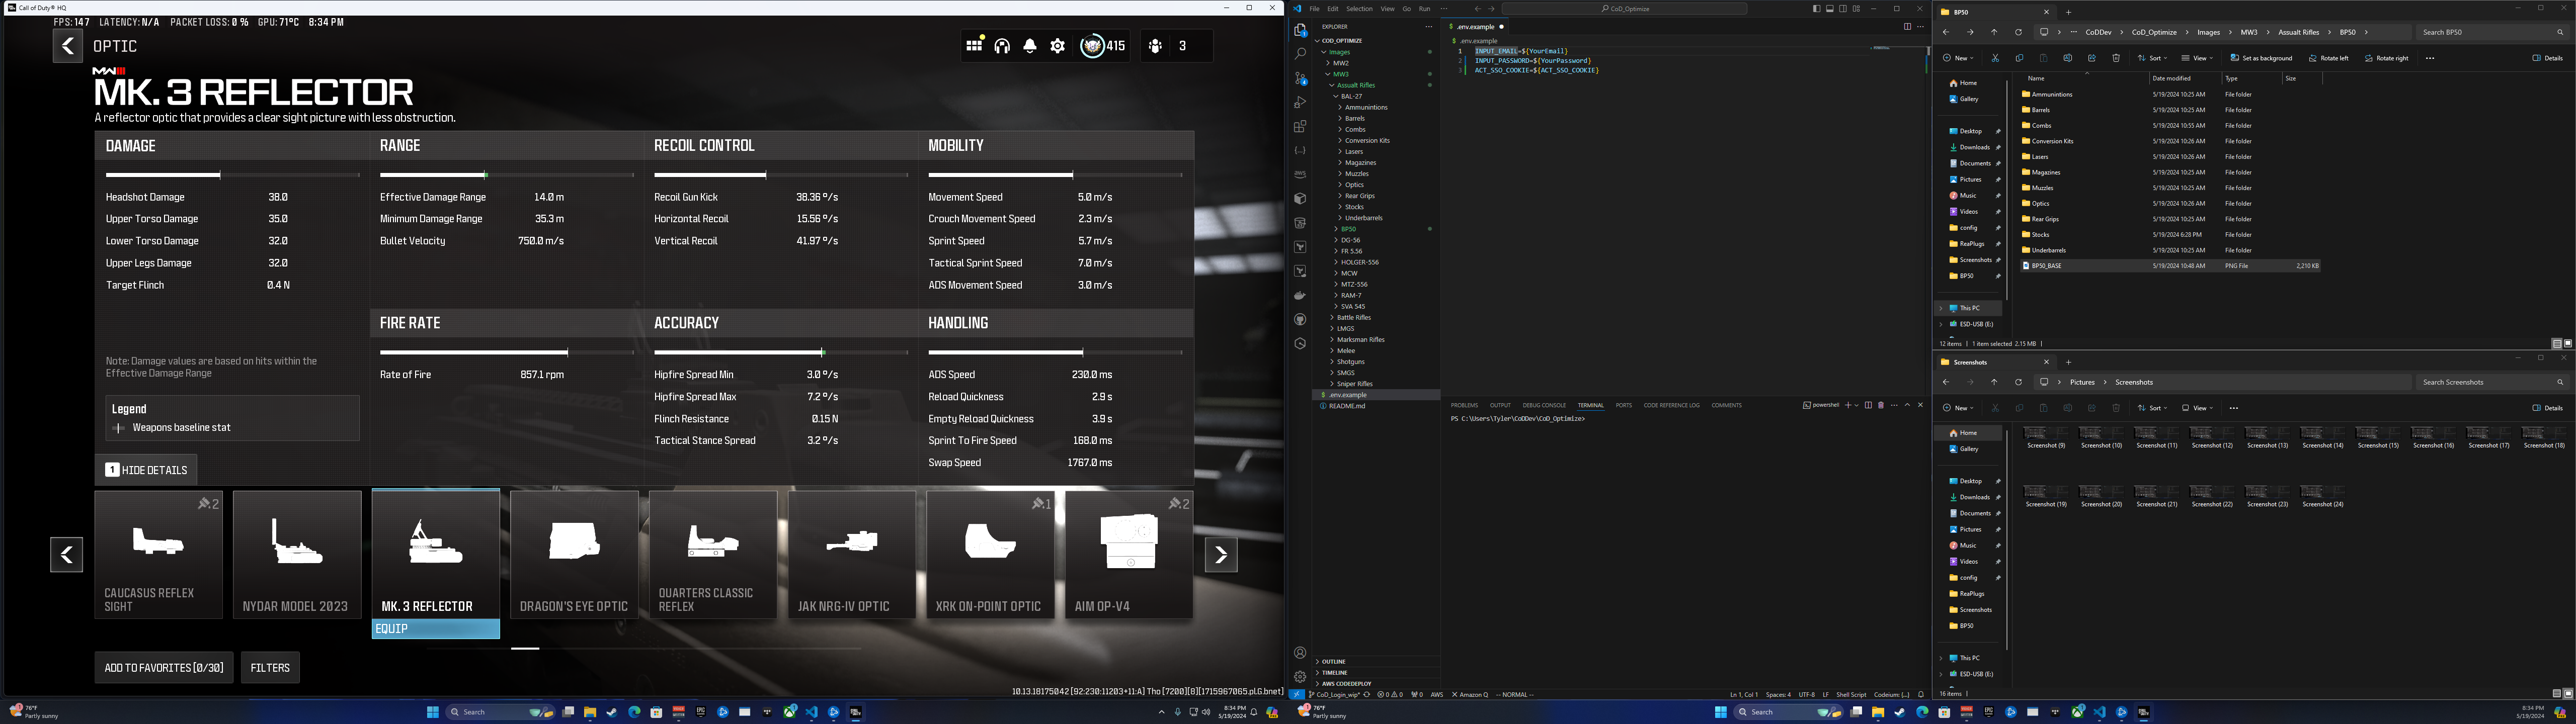 Call of Duty® HQ
FPS: 147 LATENCY: N/A PACKET LOSS: 0 % GPU: 71°C 8:34 PM
OPTIC
415
3
MWIII
MK. 3 REFLECTOR
A reflector optic that provides a clear sight picture with less obstruction.
DAMAGE
Headshot Damage 38.0
Upper Torso Damage 35.0
Lower Torso Damage 32.0
Upper Legs Damage 32.0
Target Flinch 0.4 N
Note: Damage values are based on hits within the
Effective Damage Range
Legend
Weapons baseline stat
1 HIDE DETAILS
RANGE
Effective Damage Range 14.0 m
Minimum Damage Range 35.3 m
Bullet Velocity 750.0 m/s
RECOIL CONTROL
Recoil Gun Kick 38.36 º/s
Horizontal Recoil 15.56 º/s
Vertical Recoil 41.97 º/s
MOBILITY
Movement Speed 5.0 m/s
Crouch Movement Speed 2.3 m/s
Sprint Speed 5.7 m/s
Tactical Sprint Speed 7.0 m/s
ADS Movement Speed 3.0 m/s
FIRE RATE
Rate of Fire 857.1 rpm
ACCURACY
Hipfire Spread Min 3.0 º/s
Hipfire Spread Max 7.2 º/s
Flinch Resistance 0.15 N
Tactical Stance Spread 3.2 º/s
HANDLING
ADS Speed 230.0 ms
Reload Quickness 2.9 s
Empty Reload Quickness 3.9 s
Sprint To Fire Speed 168.0 ms
Swap Speed 1767.0 ms
.2
CAUCASUS REFLEX
SIGHT
NYDAR MODEL 2023
MK. 3 REFLECTOR
EQUIP
DRAGON'S EYE OPTIC
QUARTERS CLASSIC
REFLEX
JAK NRG-IV OPTIC
.1
XRK ON-POINT OPTIC
.2
AIM OP-V4
ADD TO FAVORITES [0/30]
FILTERS
10.13.18175042 [92:230:11203+11:A] Tho [7200][8][1715967065.pl.G.bnet]
76°F
Partly sunny
Search
8:34 PM
5/19/2024
File Edit Selection View Go Run ···
CoD_Optimize
EXPLORER
COD_OPTIMIZE
Images
MW2
MW3
Assualt Rifles
BAL-27
Ammunintions
Barrels
Combs
Conversion Kits
Lasers
Magazines
Muzzles
Optics
Rear Grips
Stocks
Underbarrels
BP50
DG-56
FR 5.56
HOLGER-556
MCW
MTZ-556
RAM-7
SVA 545
Battle Rifles
LMGS
Marksman Rifles
Melee
Shotguns
SMGS
Sniper Rifles
$ .env.example
README.md
OUTLINE
TIMELINE
AWS CODEDEPLOY
$ .env.example
$ .env.example
1 INPUT_EMAIL=${YourEmail}
2 INPUT_PASSWORD=${YourPassword}
3 ACT_SSO_COOKIE=${ACT_SSO_COOKIE}
PROBLEMS OUTPUT DEBUG CONSOLE TERMINAL PORTS CODE REFERENCE LOG COMMENTS
powershell
PS C:\Users\Tyler\CoDDev\CoD_Optimize>
CoD_Login_wip* 0 0 0 AWS Amazon Q -- NORMAL --
Ln 1, Col 1 Spaces: 4 UTF-8 LF Shell Script Codeium: {...}
76°F
Partly sunny
Search
BP50
··· CoDDev > CoD_Optimize > Images > MW3 > Assualt Rifles > BP50 >
Search BP50
New Sort View Set as background Rotate left Rotate right ··· Details
Home
Gallery
Desktop
Downloads
Documents
Pictures
Music
Videos
config
ReaPlugs
Screenshots
BP50
This PC
ESD-USB (E:)
Name Date modified Type Size
Ammunintions 5/19/2024 10:25 AM File folder
Barrels 5/19/2024 10:25 AM File folder
Combs 5/19/2024 10:55 AM File folder
Conversion Kits 5/19/2024 10:26 AM File folder
Lasers 5/19/2024 10:26 AM File folder
Magazines 5/19/2024 10:25 AM File folder
Muzzles 5/19/2024 10:25 AM File folder
Optics 5/19/2024 10:26 AM File folder
Rear Grips 5/19/2024 10:25 AM File folder
Stocks 5/19/2024 6:28 PM File folder
Underbarrels 5/19/2024 10:25 AM File folder
BP50_BASE 5/19/2024 10:48 AM PNG File 2,210 KB
12 items 1 item selected 2.15 MB
Screenshots
Pictures > Screenshots
Search Screenshots
New Sort View ··· Details
Home
Gallery
Desktop
Downloads
Documents
Pictures
Music
Videos
config
ReaPlugs
Screenshots
BP50
This PC
ESD-USB (E:)
Screenshot (9) Screenshot (10) Screenshot (11) Screenshot (12) Screenshot (13) Screenshot (14) Screenshot (15) Screenshot (16) Screenshot (17) Screenshot (18)
Screenshot (19) Screenshot (20) Screenshot (21) Screenshot (22) Screenshot (23) Screenshot (24)
16 items
8:34 PM
5/19/2024